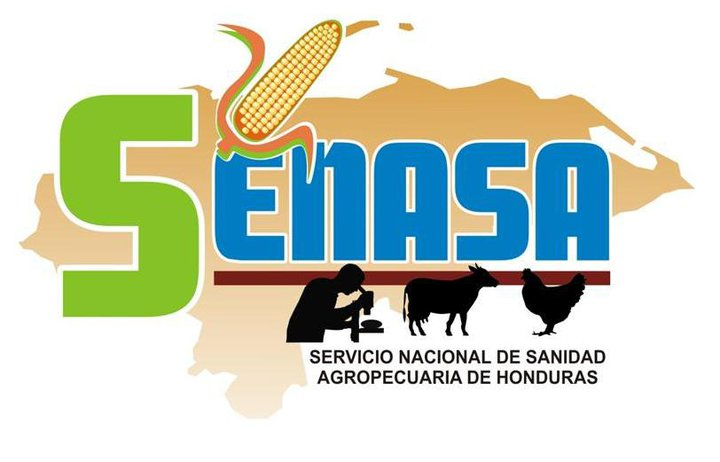 SENASA
SERVICIO NACIONAL DE SANIDAD
AGROPECUARIA DE HONDURAS